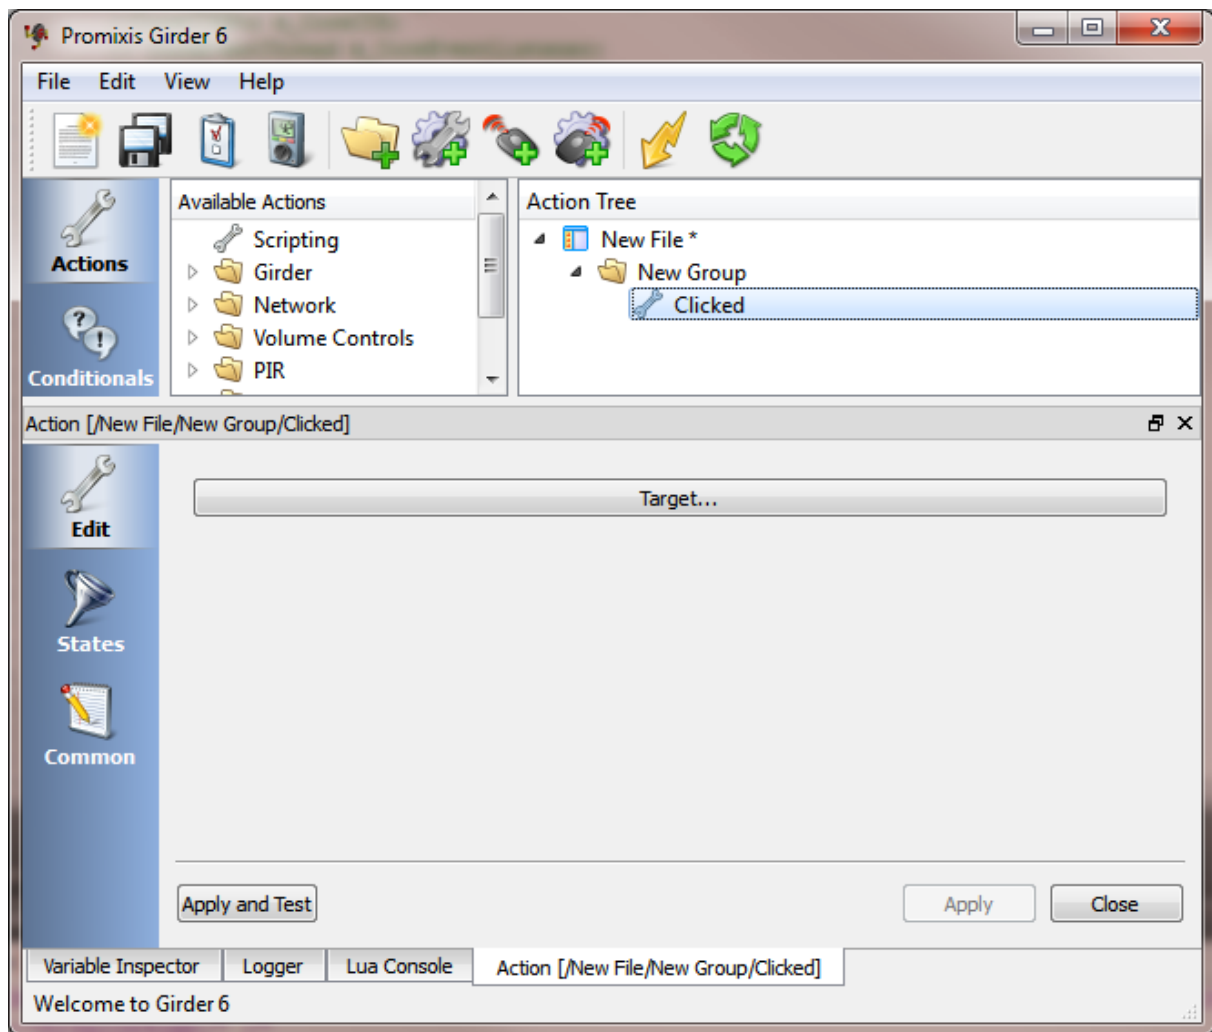 Promixis Girder 6
File Edit View Help
Available Actions
Scripting
Girder
Network
Volume Controls
PIR
Action Tree
New File *
New Group
Clicked
Actions
Conditionals
Action [/New File/New Group/Clicked]
Edit
States
Common
Target...
Apply and Test
Apply
Close
Variable Inspector Logger Lua Console Action [/New File/New Group/Clicked]
Welcome to Girder 6